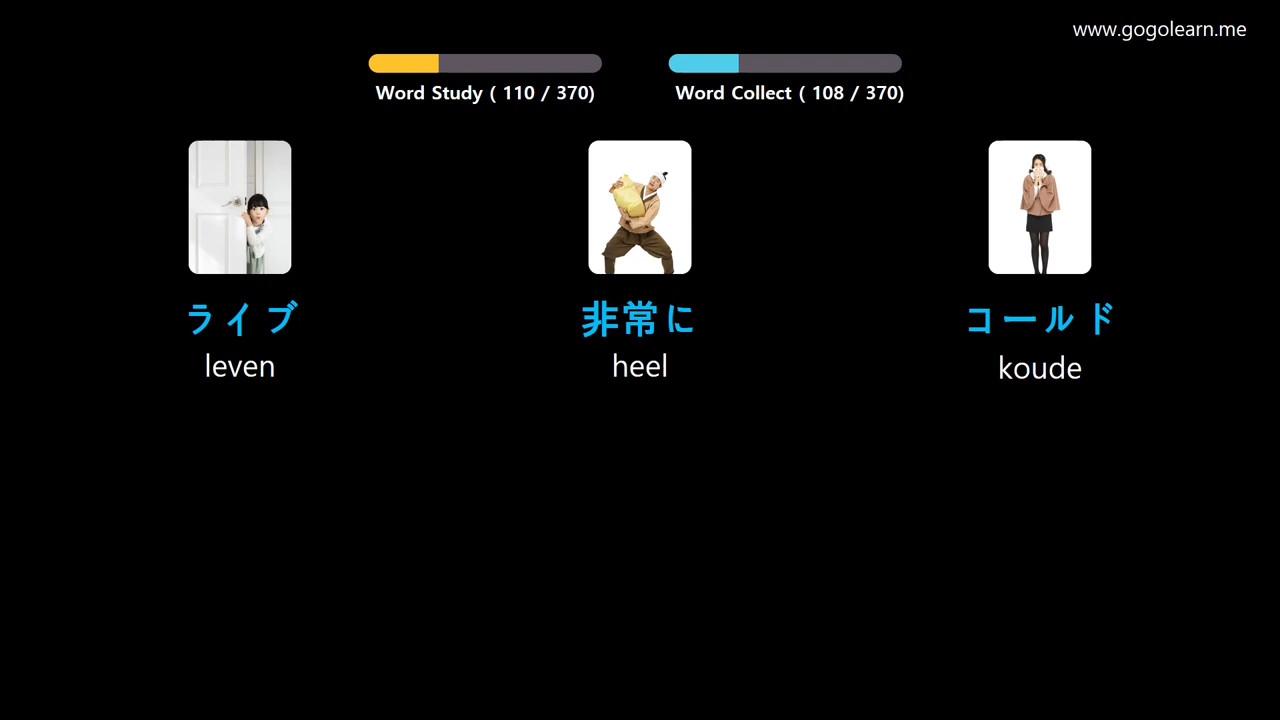 www.gogolearn.me
Word Study ( 110 / 370)
Word Collect ( 108 / 370)
ライブ
leven
非常に
heel
コールド
koude